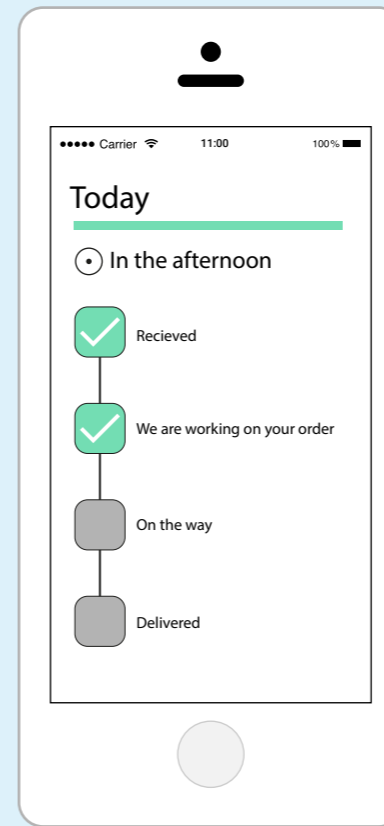 Carrier 11:00 100%
Today
In the afternoon
Recieved
We are working on your order
On the way
Delivered